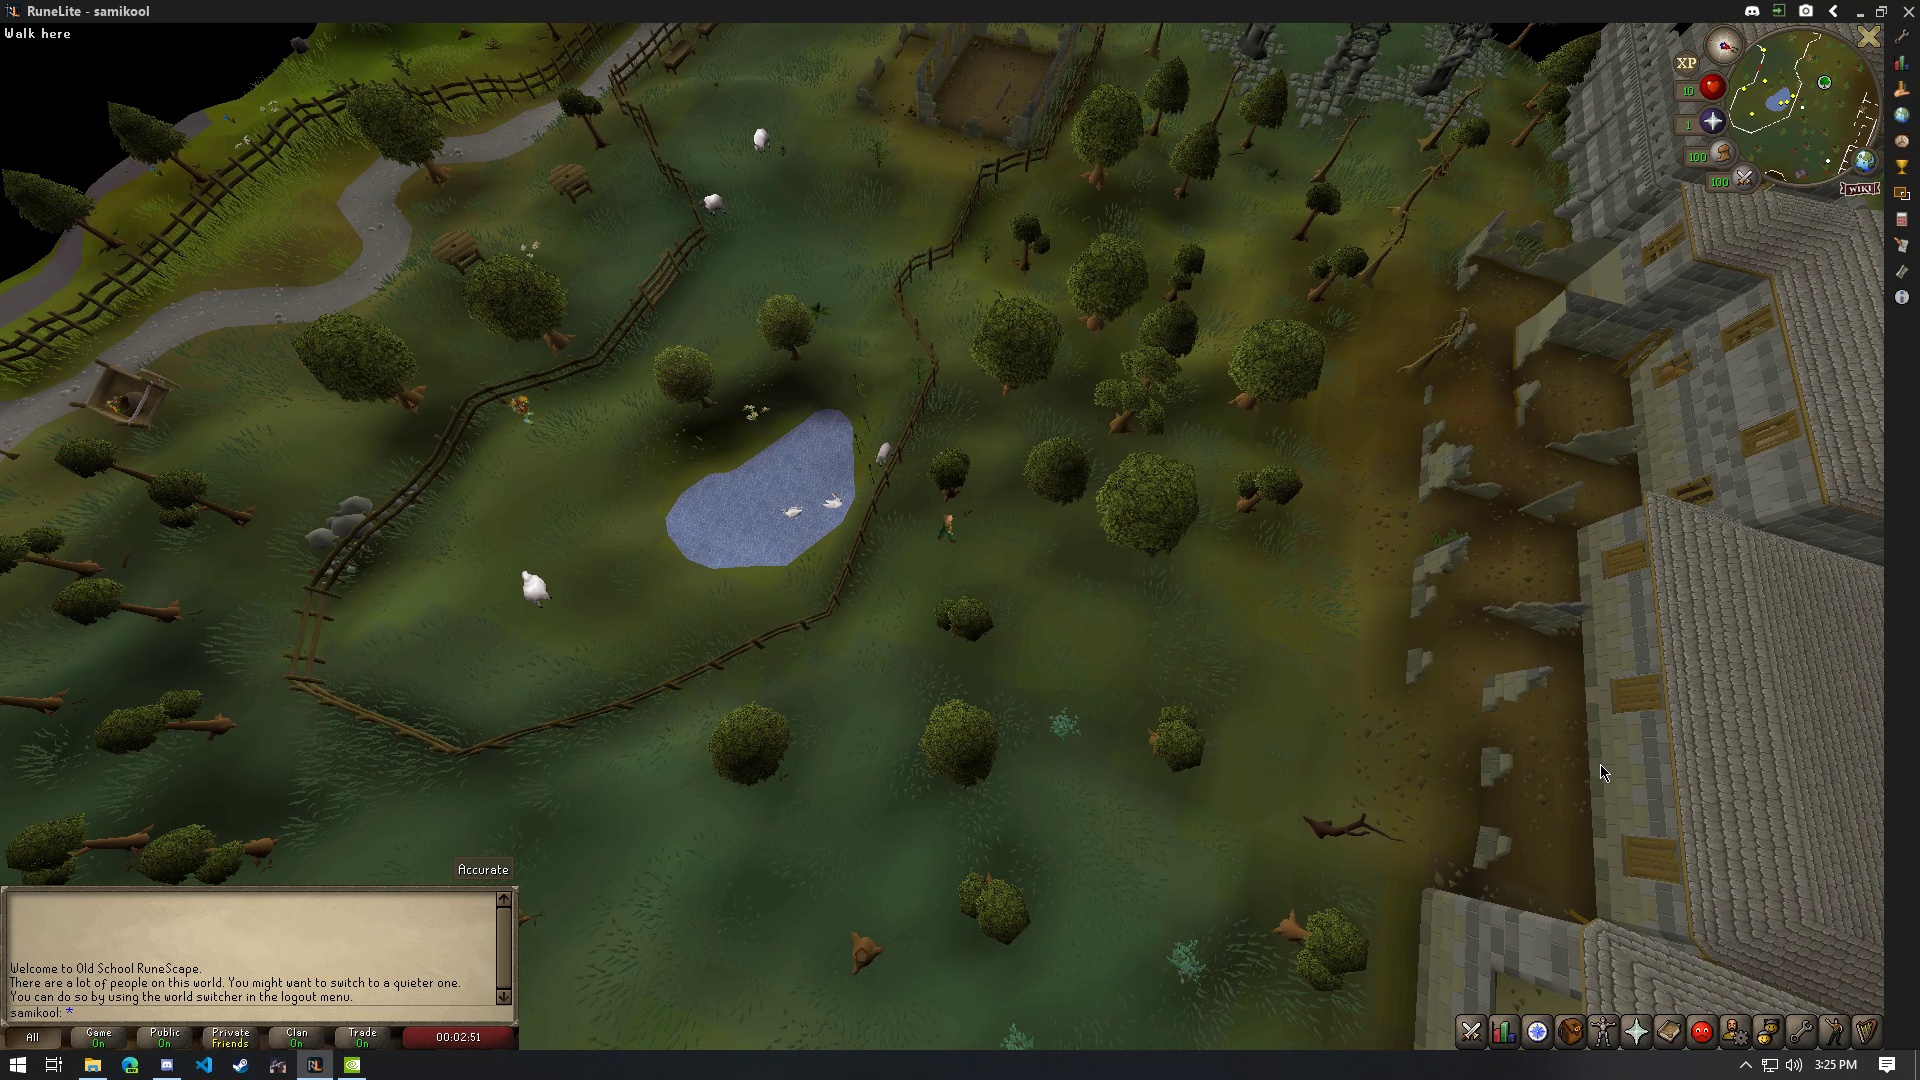 RuneLite - samikool
Walk here
XP
10
1
100
100
WIKI
Accurate
Welcome to Old School RuneScape.
There are a lot of people on this world. You might want to switch to a quieter one.
You can do so by using the world switcher in the logout menu.
samikool: *
All
Game
On
Public
On
Private
Friends
Clan
On
Trade
On
00:02:51
3:25 PM